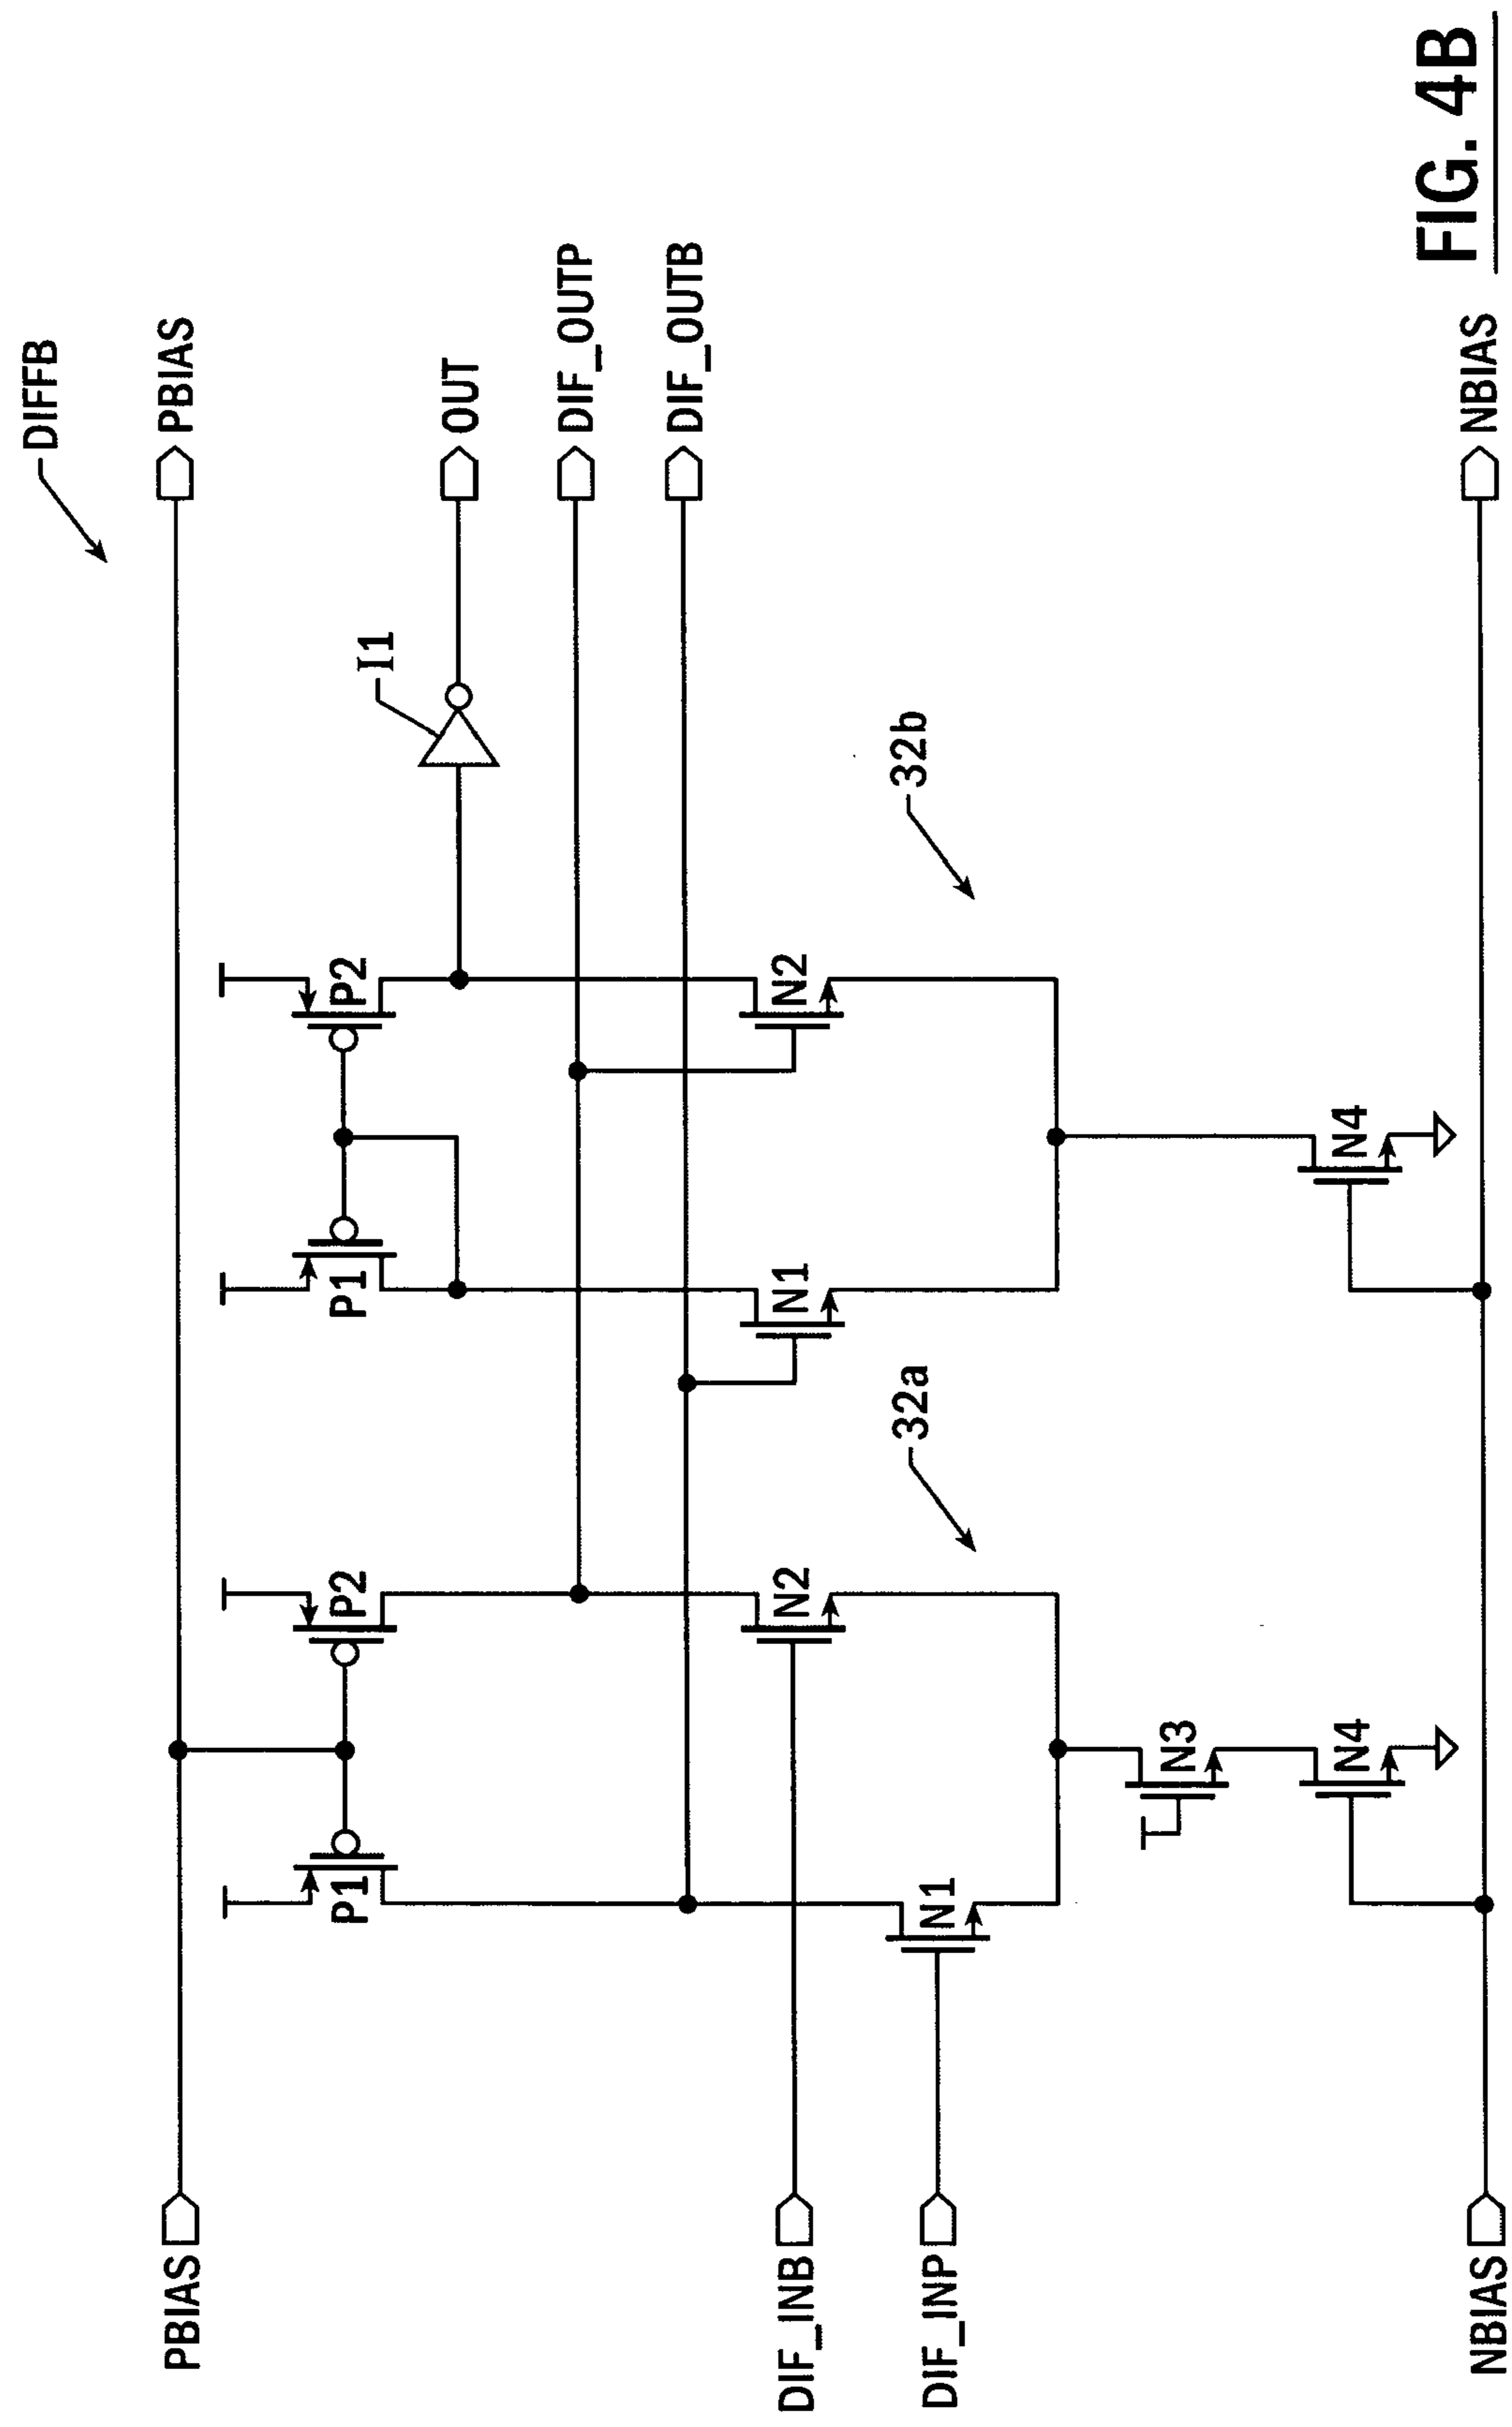 DIFFB
PBIAS
PBIAS
P1
P2
P1
P2
I1
OUT
DIF_OUTP
DIF_OUTB
DIF_INB
N2
N1
N2
DIF_INP
N1
32a
32b
N3
N4
N4
NBIAS
NBIAS
FIG. 4B